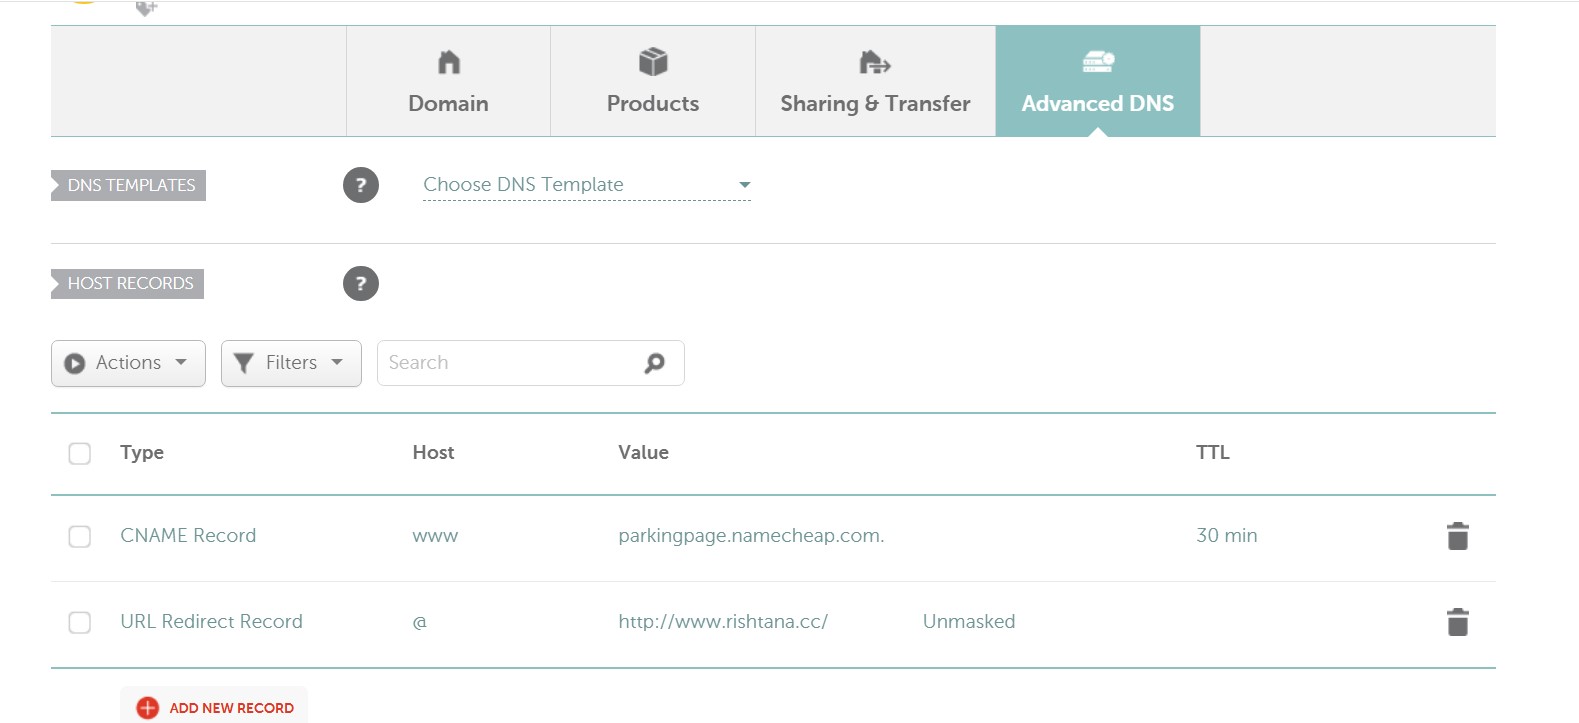 Domain
Products
Sharing & Transfer
Advanced DNS
DNS TEMPLATES
?
Choose DNS Template
HOST RECORDS
?
Actions
Filters
Search
Type Host Value TTL
CNAME Record www parkingpage.namecheap.com. 30 min
URL Redirect Record @ http://www.rishtana.cc/ Unmasked
ADD NEW RECORD